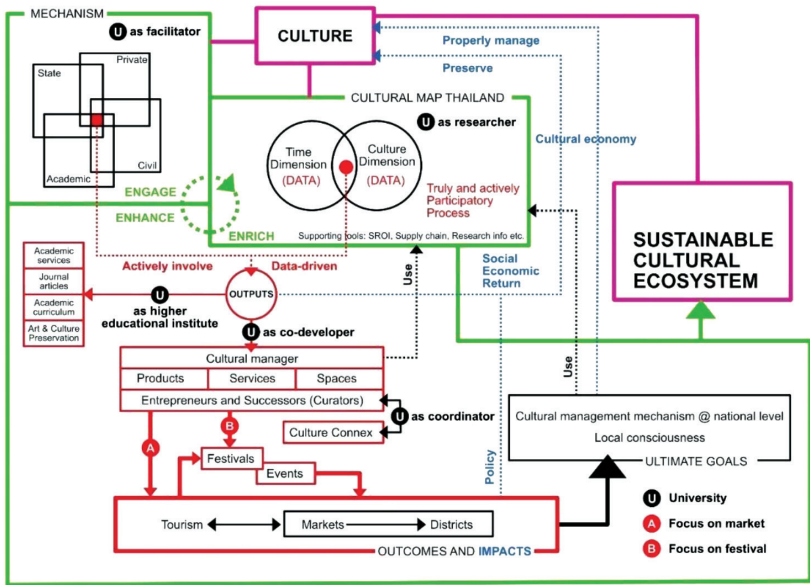 MECHANISM
U as facilitator
Private
State
Academic
Civil
CULTURE
Properly manage
Preserve
CULTURAL MAP THAILAND
U as researcher
Time
Dimension
(DATA)
Culture
Dimension
(DATA)
Truly and actively
Participatory
Process
Supporting tools: SROI, Supply chain, Research info etc.
Cultural economy
ENGAGE
ENHANCE
ENRICH
SUSTAINABLE
CULTURAL
ECOSYSTEM
Academic
services
Journal
articles
Academic
curriculum
Art & Culture
Preservation
Actively involve
Data-driven
Use
Social
Economic
Return
U
as higher
educational institute
OUTPUTS
U as co-developer
Cultural manager
Products
Services
Spaces
Entrepreneurs and Successors (Curators)
U as coordinator
Culture Connex
Use
A
B
Festivals
Events
Policy
Cultural management mechanism @ national level
Local consciousness
ULTIMATE GOALS
Tourism
Markets
Districts
OUTCOMES AND IMPACTS
U University
A Focus on market
B Focus on festival